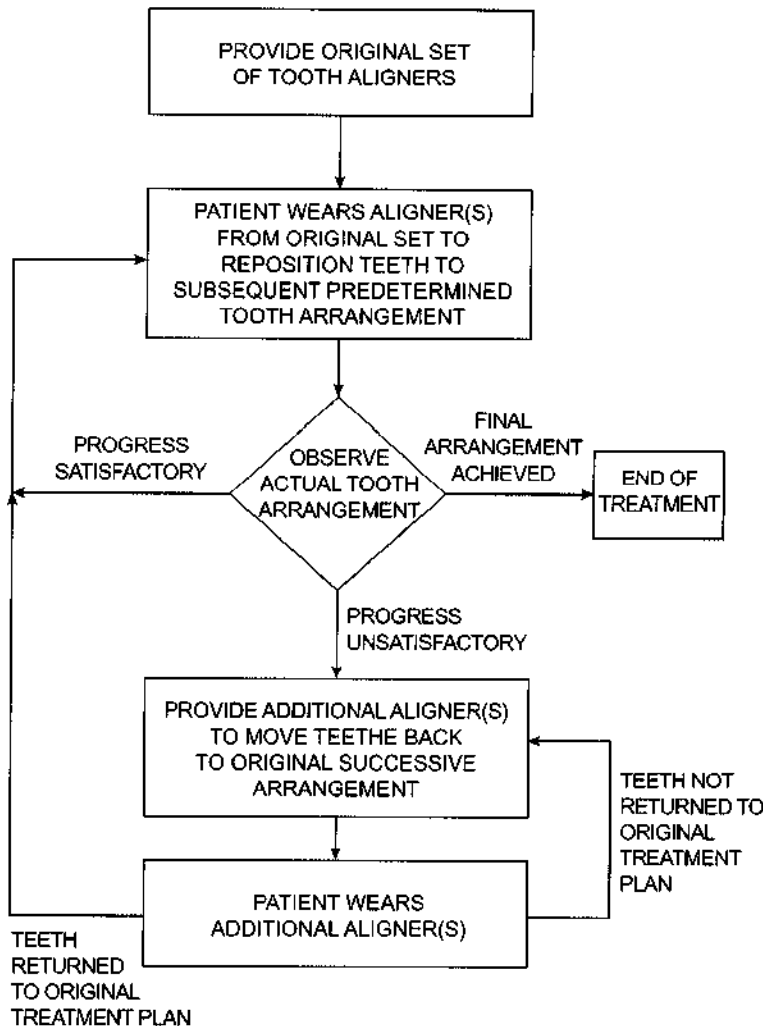 PROVIDE ORIGINAL SET
OF TOOTH ALIGNERS
PATIENT WEARS ALIGNER(S)
FROM ORIGINAL SET TO
REPOSITION TEETH TO
SUBSEQUENT PREDETERMINED
TOOTH ARRANGEMENT
PROGRESS
SATISFACTORY
OBSERVE
ACTUAL TOOTH
ARRANGEMENT
FINAL
ARRANGEMENT
ACHIEVED
END OF
TREATMENT
PROGRESS
UNSATISFACTORY
PROVIDE ADDITIONAL ALIGNER(S)
TO MOVE TEETHE BACK
TO ORIGINAL SUCCESSIVE
ARRANGEMENT
TEETH NOT
RETURNED TO
ORIGINAL
TREATMENT
PLAN
PATIENT WEARS
ADDITIONAL ALIGNER(S)
TEETH
RETURNED
TO ORIGINAL
TREATMENT PLAN